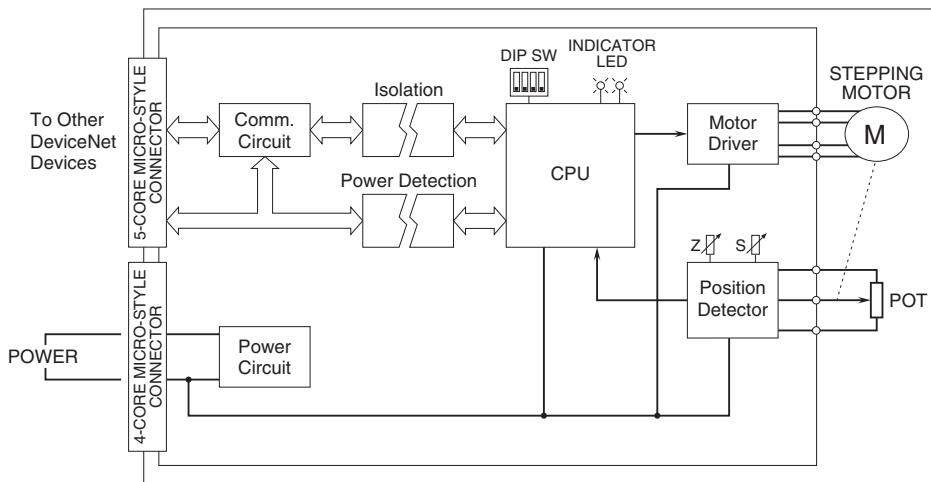 DIP SW
INDICATOR
LED
STEPPING
MOTOR
To Other
DeviceNet
Devices
5-CORE MICRO-STYLE
CONNECTOR
Comm.
Circuit
Isolation
Power Detection
CPU
Motor
Driver
M
Z
S
Position
Detector
POT
POWER
4-CORE MICRO-STYLE
CONNECTOR
Power
Circuit